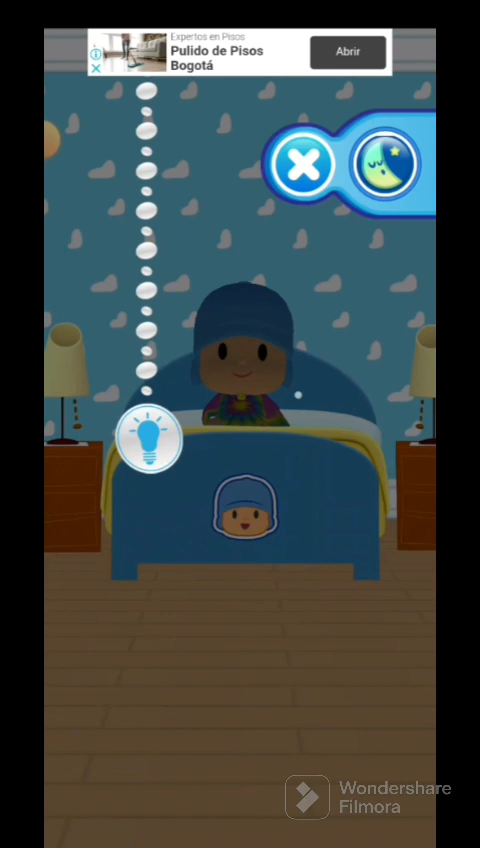 Expertos en Pisos
Pulido de Pisos
Bogotá
Abrir
Wondershare
Filmora